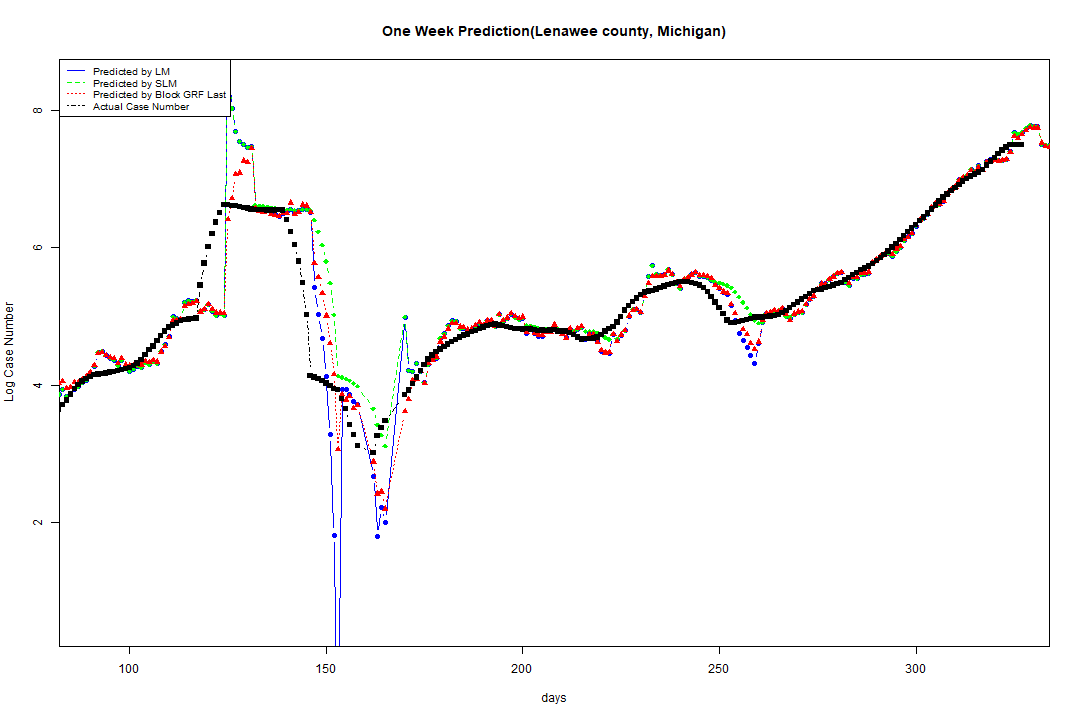 One Week Prediction(Lenawee county, Michigan)
Predicted by LM
Predicted by SLM
Predicted by Block GRF Last
Actual Case Number
Log Case Number
8
6
4
2
100 150 200 250 300
days